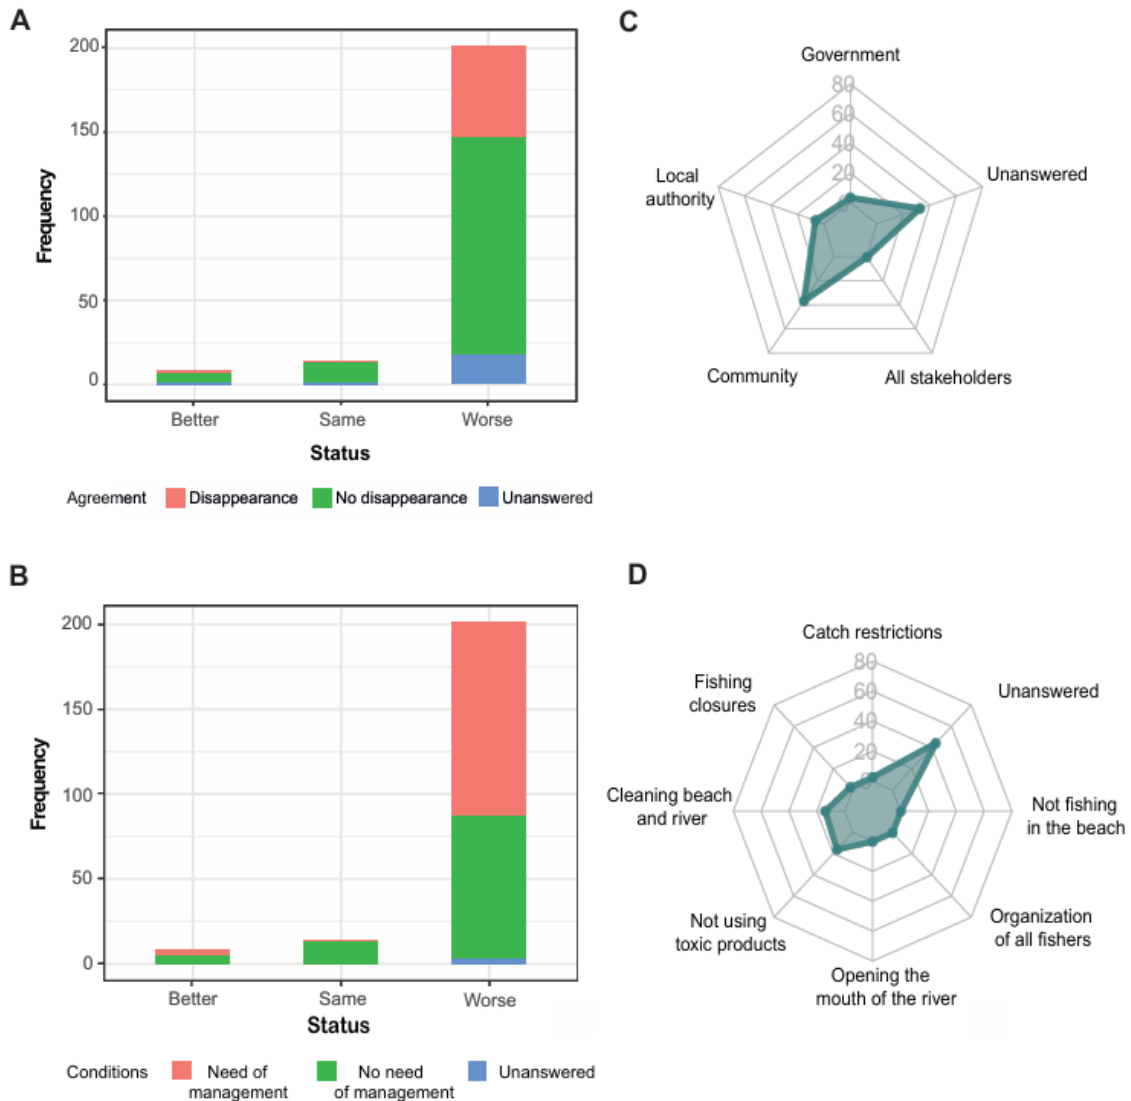 A
200
150
100
50
0
Frequency
Better
Same
Worse
Status
Agreement
Disappearance
No disappearance
Unanswered
C
Government
80
60
40
20
0
Local
authority
Unanswered
Community
All stakeholders
B
200
150
100
50
0
Frequency
Better
Same
Worse
Status
Conditions
Need of
management
No need
of management
Unanswered
D
Catch restrictions
80
60
40
20
0
Fishing
closures
Unanswered
Cleaning beach
and river
Not fishing
in the beach
Not using
toxic products
Organization
of all fishers
Opening the
mouth of the river